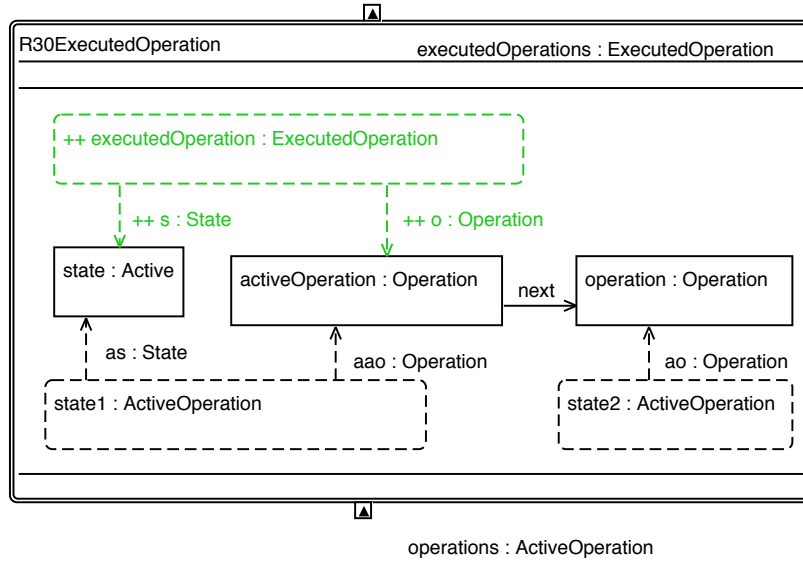 R30ExecutedOperation
executedOperations : ExecutedOperation
++ executedOperation : ExecutedOperation
++ s : State
++ o : Operation
state : Active
activeOperation : Operation
next
operation : Operation
as : State
aao : Operation
ao : Operation
state1 : ActiveOperation
state2 : ActiveOperation
operations : ActiveOperation